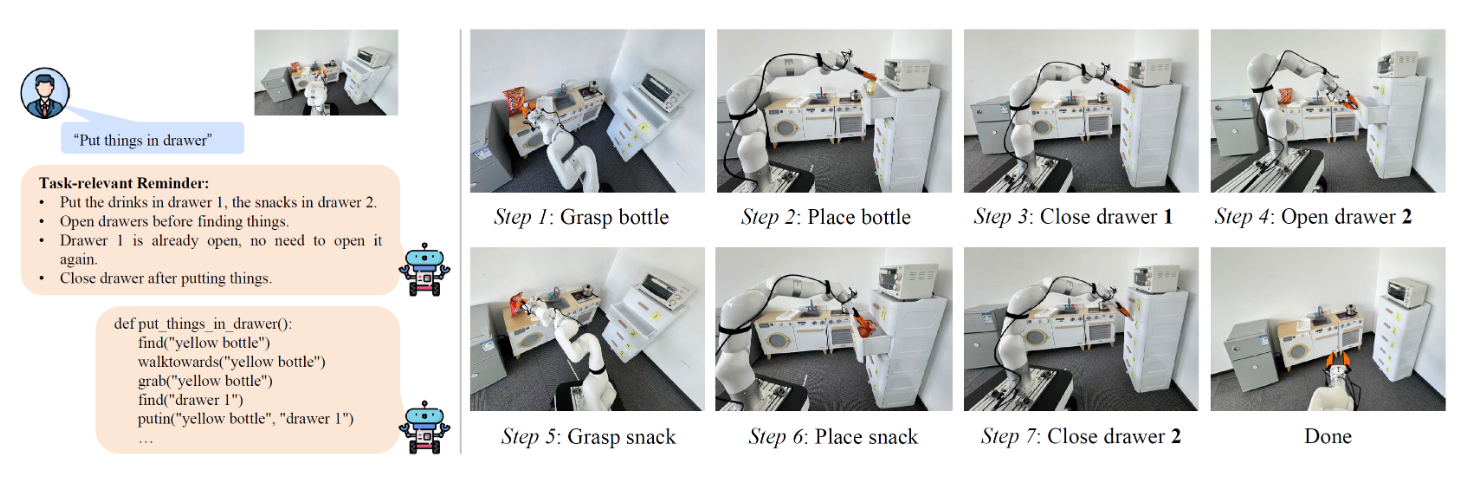 “Put things in drawer”
Task-relevant Reminder:
• Put the drinks in drawer 1, the snacks in drawer 2.
• Open drawers before finding things.
• Drawer 1 is already open, no need to open it
again.
• Close drawer after putting things.
def put_things_in_drawer():
find("yellow bottle")
walktowards("yellow bottle")
grab("yellow bottle")
find("drawer 1")
putin("yellow bottle", "drawer 1")
…
Step 1: Grasp bottle
Step 2: Place bottle
Step 3: Close drawer 1
Step 4: Open drawer 2
Step 5: Grasp snack
Step 6: Place snack
Step 7: Close drawer 2
Done